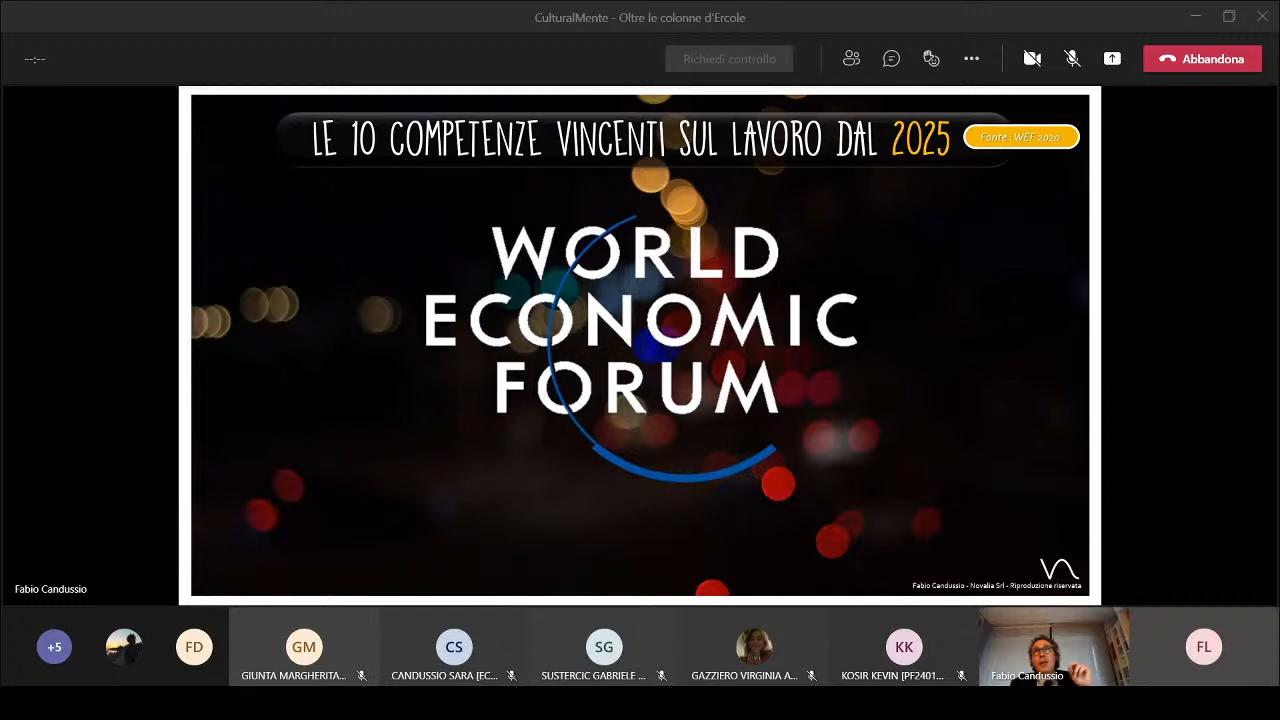 CulturalMente - Oltre le colonne d'Ercole
--:--
Richiedi controllo
Abbandona
LE 10 COMPETENZE VINCENTI SUL LAVORO DAL 2025
Fonte : WEF 2020
WORLD
ECONOMIC
FORUM
Fabio Candussio - Novalia Srl - Riproduzione riservata
Fabio Candussio
+5
FD
GM
CS
SG
KK
FL
GIUNTA MARGHERITA...
CANDUSSIO SARA [EC...
SUSTERCIC GABRIELE ...
GAZZIERO VIRGINIA A...
KOSIR KEVIN [PF2401...
Fabio Candussio